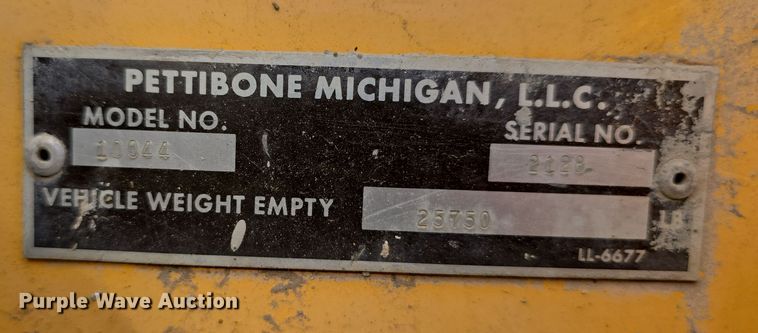 PETTIBONE MICHIGAN, L.L.C.
MODEL NO. SERIAL NO.
10044 2128
VEHICLE WEIGHT EMPTY 25750 LB
LL-6677
Purple Wave Auction